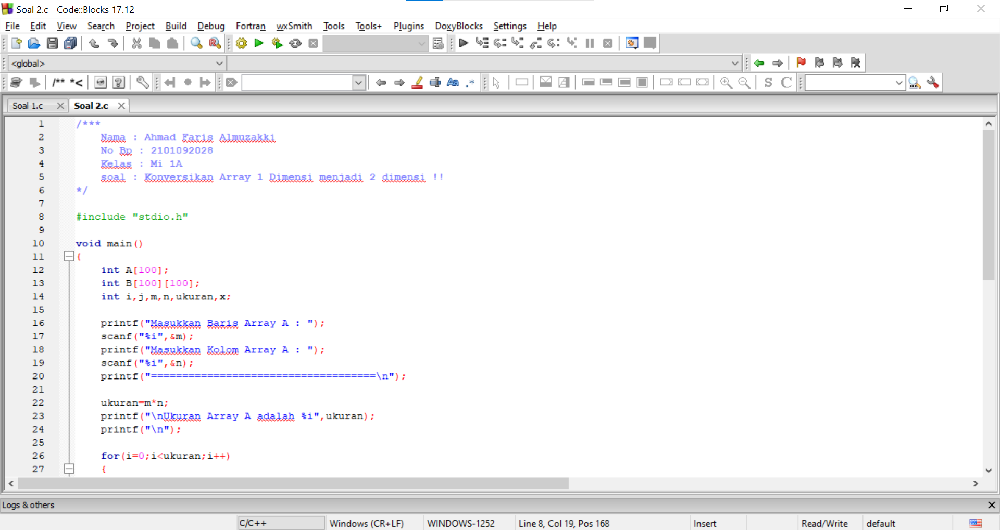 Soal 2.c - Code::Blocks 17.12
File Edit View Search Project Build Debug Fortran wxSmith Tools Tools+ Plugins DoxyBlocks Settings Help
<global>
/** *<
S C
Soal 1.c Soal 2.c
1 /***
2 Nama : Ahmad Faris Almuzakki
3 No Bp : 2101092028
4 Kelas : Mi 1A
5 soal : Konversikan Array 1 Dimensi menjadi 2 dimensi !!
6 */
7
8 #include "stdio.h"
9
10 void main()
11 {
12 int A[100];
13 int B[100][100];
14 int i,j,m,n,ukuran,x;
15
16 printf("Masukkan Baris Array A : ");
17 scanf("%i",&m);
18 printf("Masukkan Kolom Array A : ");
19 scanf("%i",&n);
20 printf("====================================\n");
21
22 ukuran=m*n;
23 printf("\nUkuran Array A adalah %i",ukuran);
24 printf("\n");
25
26 for(i=0;i<ukuran;i++)
27 {
Logs & others
C/C++ Windows (CR+LF) WINDOWS-1252 Line 8, Col 19, Pos 168 Insert Read/Write default